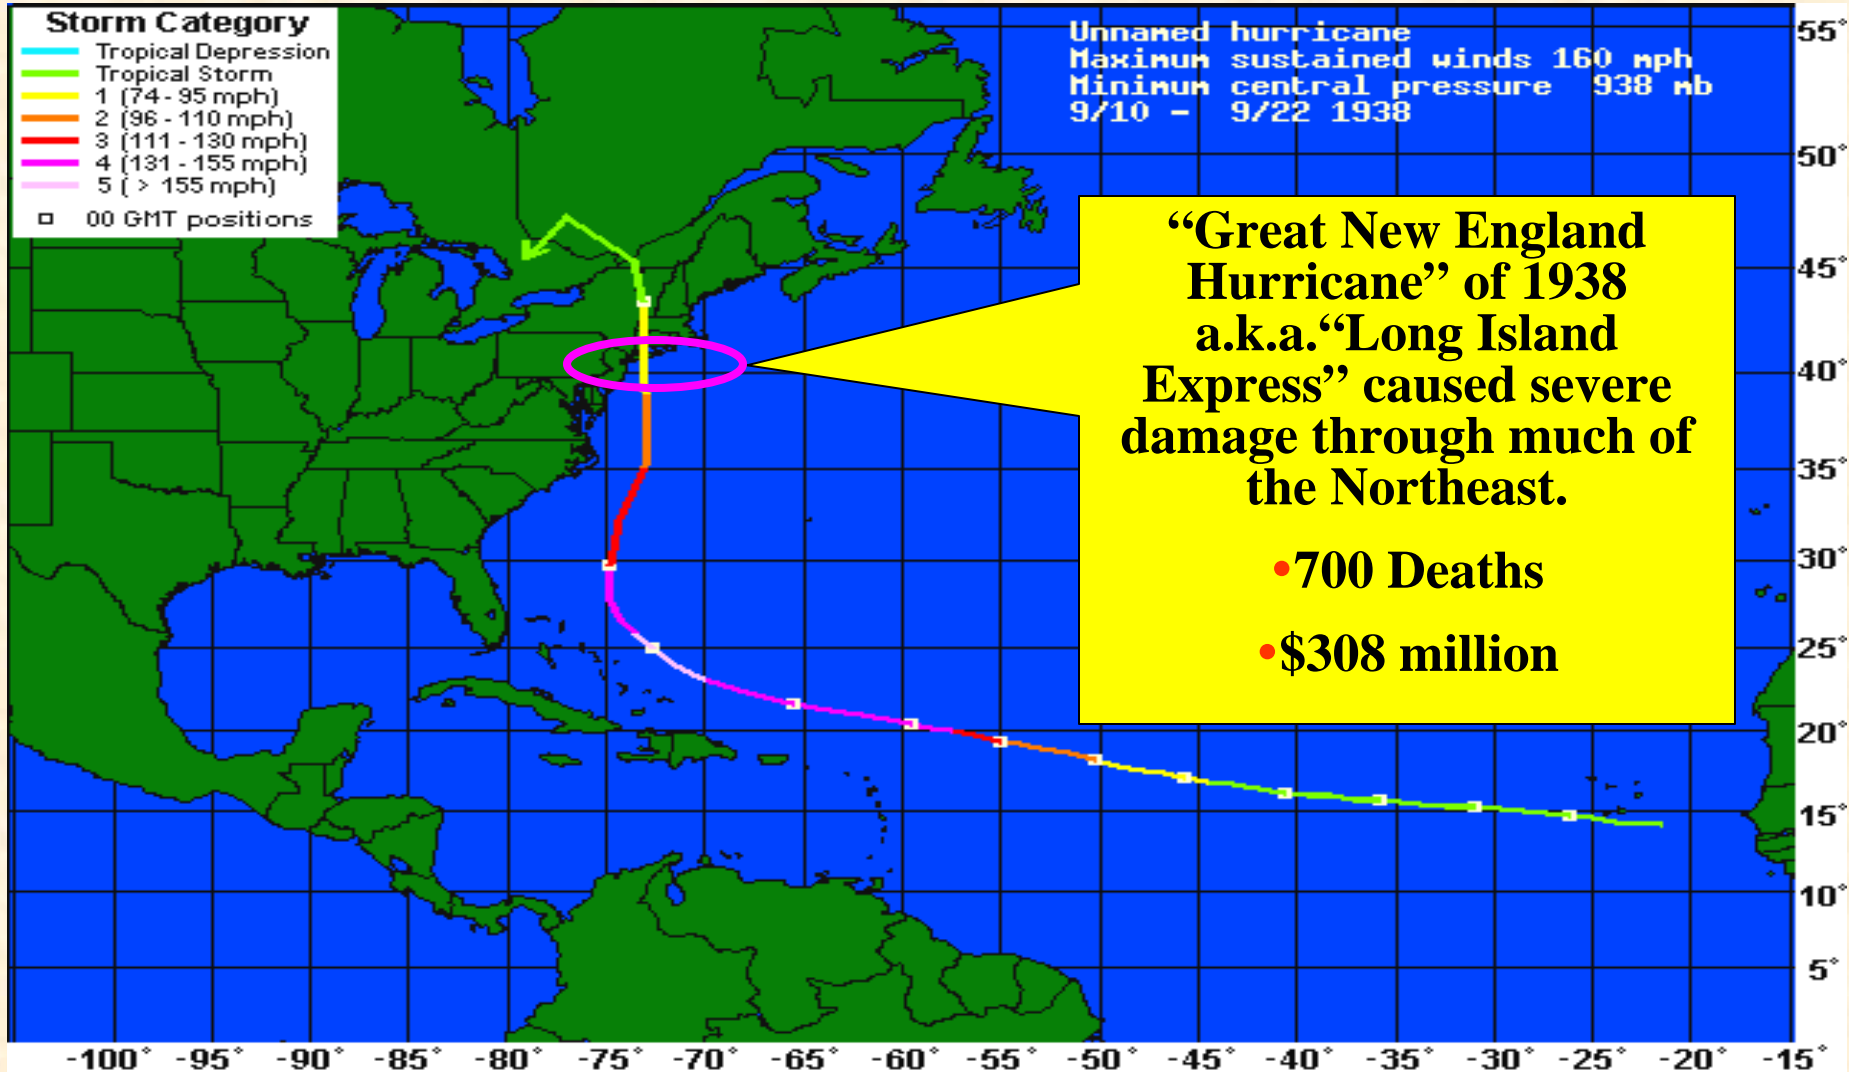 Storm Category
Tropical Depression
Tropical Storm
1 (74-95 mph)
2 (96-110 mph)
3 (111-130 mph)
4 (131-155 mph)
5 ( > 155 mph)
00 GMT positions
Unnamed hurricane
Maximum sustained winds 160 mph
Minimum central pressure 938 mb
9/10 - 9/22 1938
“Great New England
Hurricane” of 1938
a.k.a.“Long Island
Express” caused severe
damage through much of
the Northeast.
•700 Deaths
•$308 million
55°
50°
45°
40°
35°
30°
25°
20°
15°
10°
5°
-100° -95° -90° -85° -80° -75° -70° -65° -60° -55° -50° -45° -40° -35° -30° -25° -20° -15°